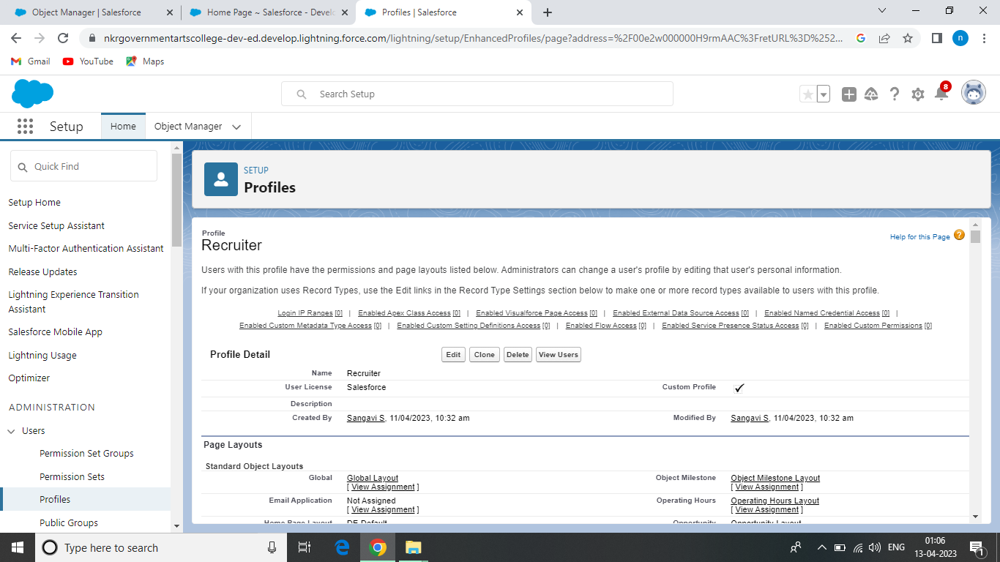 Object Manager | Salesforce
Home Page ~ Salesforce - Develo
Profiles | Salesforce
nkrgovernmentartscollege-dev-ed.develop.lightning.force.com/lightning/setup/EnhancedProfiles/page?address=%2F00e2w000000H9rmAAC%3FretURL%3D%252...
n
Gmail
YouTube
Maps
Search Setup
8
Setup
Home
Object Manager
Quick Find
Setup Home
Service Setup Assistant
Multi-Factor Authentication Assistant
Release Updates
Lightning Experience Transition
Assistant
Salesforce Mobile App
Lightning Usage
Optimizer
ADMINISTRATION
Users
Permission Set Groups
Permission Sets
Profiles
Public Groups
SETUP
Profiles
Profile
Recruiter
Help for this Page
Users with this profile have the permissions and page layouts listed below. Administrators can change a user's profile by editing that user's personal information.
If your organization uses Record Types, use the Edit links in the Record Type Settings section below to make one or more record types available to users with this profile.
Login IP Ranges [0] | Enabled Apex Class Access [0] | Enabled Visualforce Page Access [0] | Enabled External Data Source Access [0] | Enabled Named Credential Access [0] |
Enabled Custom Metadata Type Access [0] | Enabled Custom Setting Definitions Access [0] | Enabled Flow Access [0] | Enabled Service Presence Status Access [0] | Enabled Custom Permissions [0]
Profile Detail Edit Clone Delete View Users
Name Recruiter
User License Salesforce Custom Profile
Description
Created By Sangavi S, 11/04/2023, 10:32 am Modified By Sangavi S, 11/04/2023, 10:32 am
Page Layouts
Standard Object Layouts
Global Global Layout Object Milestone Object Milestone Layout
[ View Assignment ] [ View Assignment ]
Email Application Not Assigned Operating Hours Operating Hours Layout
[ View Assignment ] [ View Assignment ]
Home Page Layout DE Default Opportunity Opportunity Layout
Type here to search
ENG
01:06
13-04-2023
1